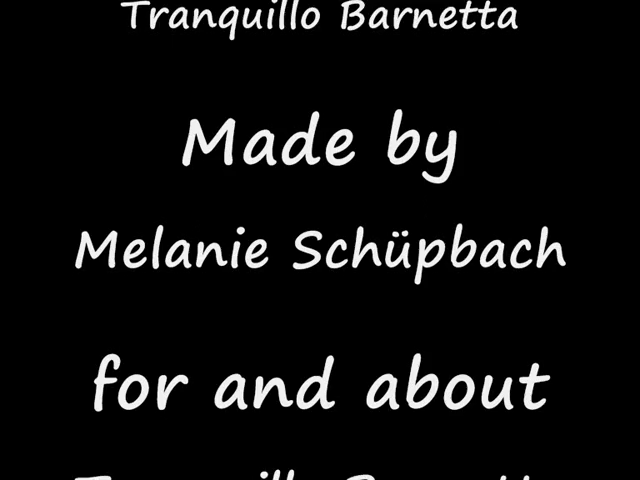 Tranquillo Barnetta
Made by
Melanie Schüpbach
for and about